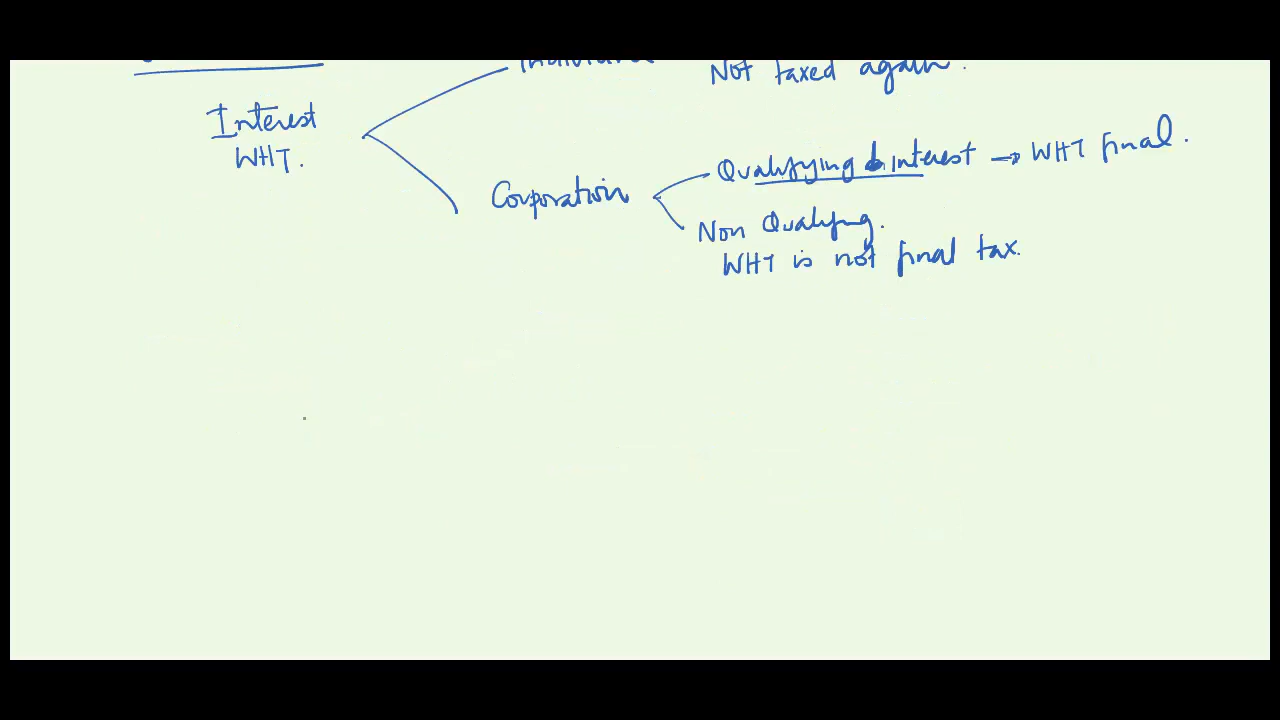 Not taxed again.
Interest
WHT.
Qualifying interest → WHT final.
Corporation
Non Qualifying.
WHT is not final tax.